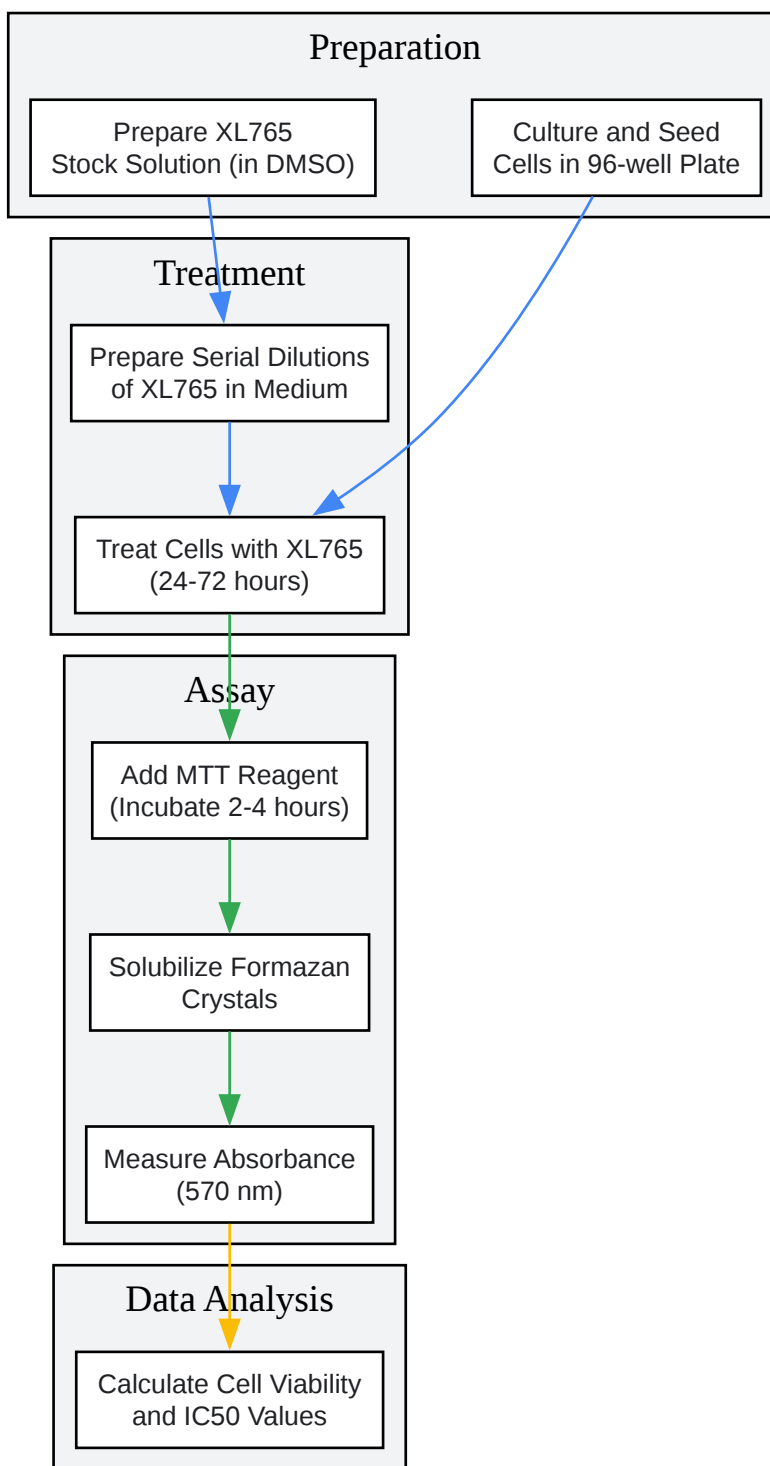 Preparation
Prepare XL765
Stock Solution (in DMSO)
Culture and Seed
Cells in 96-well Plate
Treatment
Prepare Serial Dilutions
of XL765 in Medium
Treat Cells with XL765
(24-72 hours)
Assay
Add MTT Reagent
(Incubate 2-4 hours)
Solubilize Formazan
Crystals
Measure Absorbance
(570 nm)
Data Analysis
Calculate Cell Viability
and IC50 Values